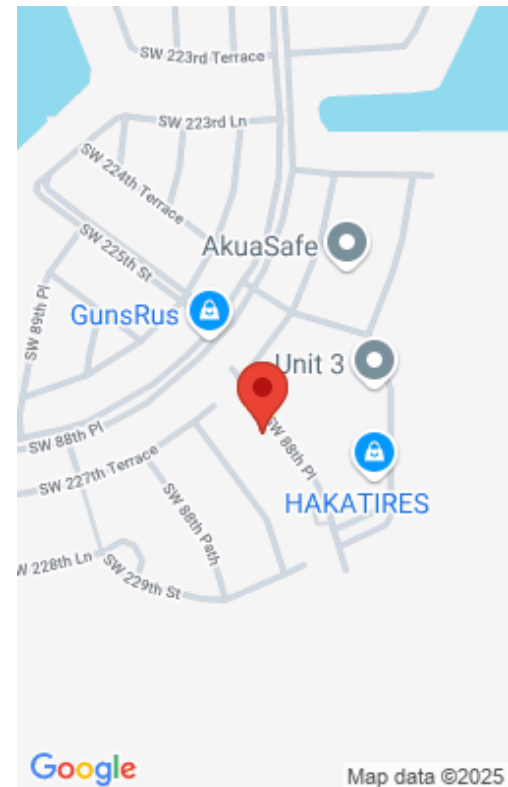 SW 223rd Terrace
SW 223rd Ln
SW 224th Terrace
SW 225th St
AkuaSafe
SW 89th Pl
GunsRus
Unit 3
SW 88th Pl
SW 88th Pl
HAKATIRES
SW 227th Terrace
SW 88th Path
W 228th Ln
SW 229th St
Google
Map data ©2025